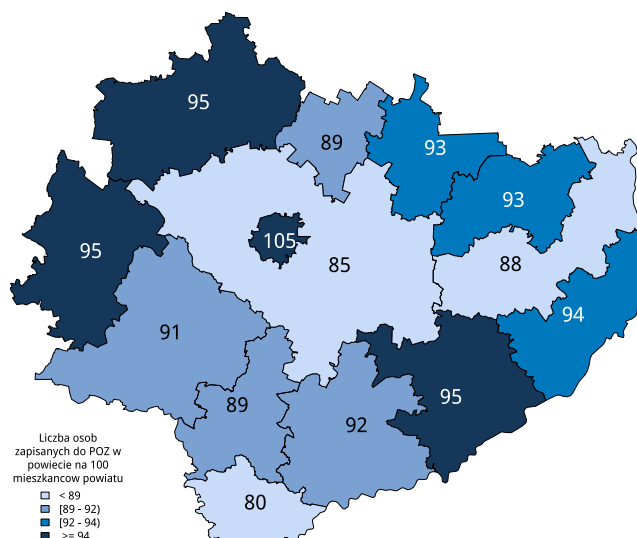 95
89
93
93
95
105
85
88
94
91
95
89
92
80
Liczba osob
zapisanych do POZ w
powiecie na 100
mieszkancow powiatu
< 89
[89 - 92)
[92 - 94)
>= 94